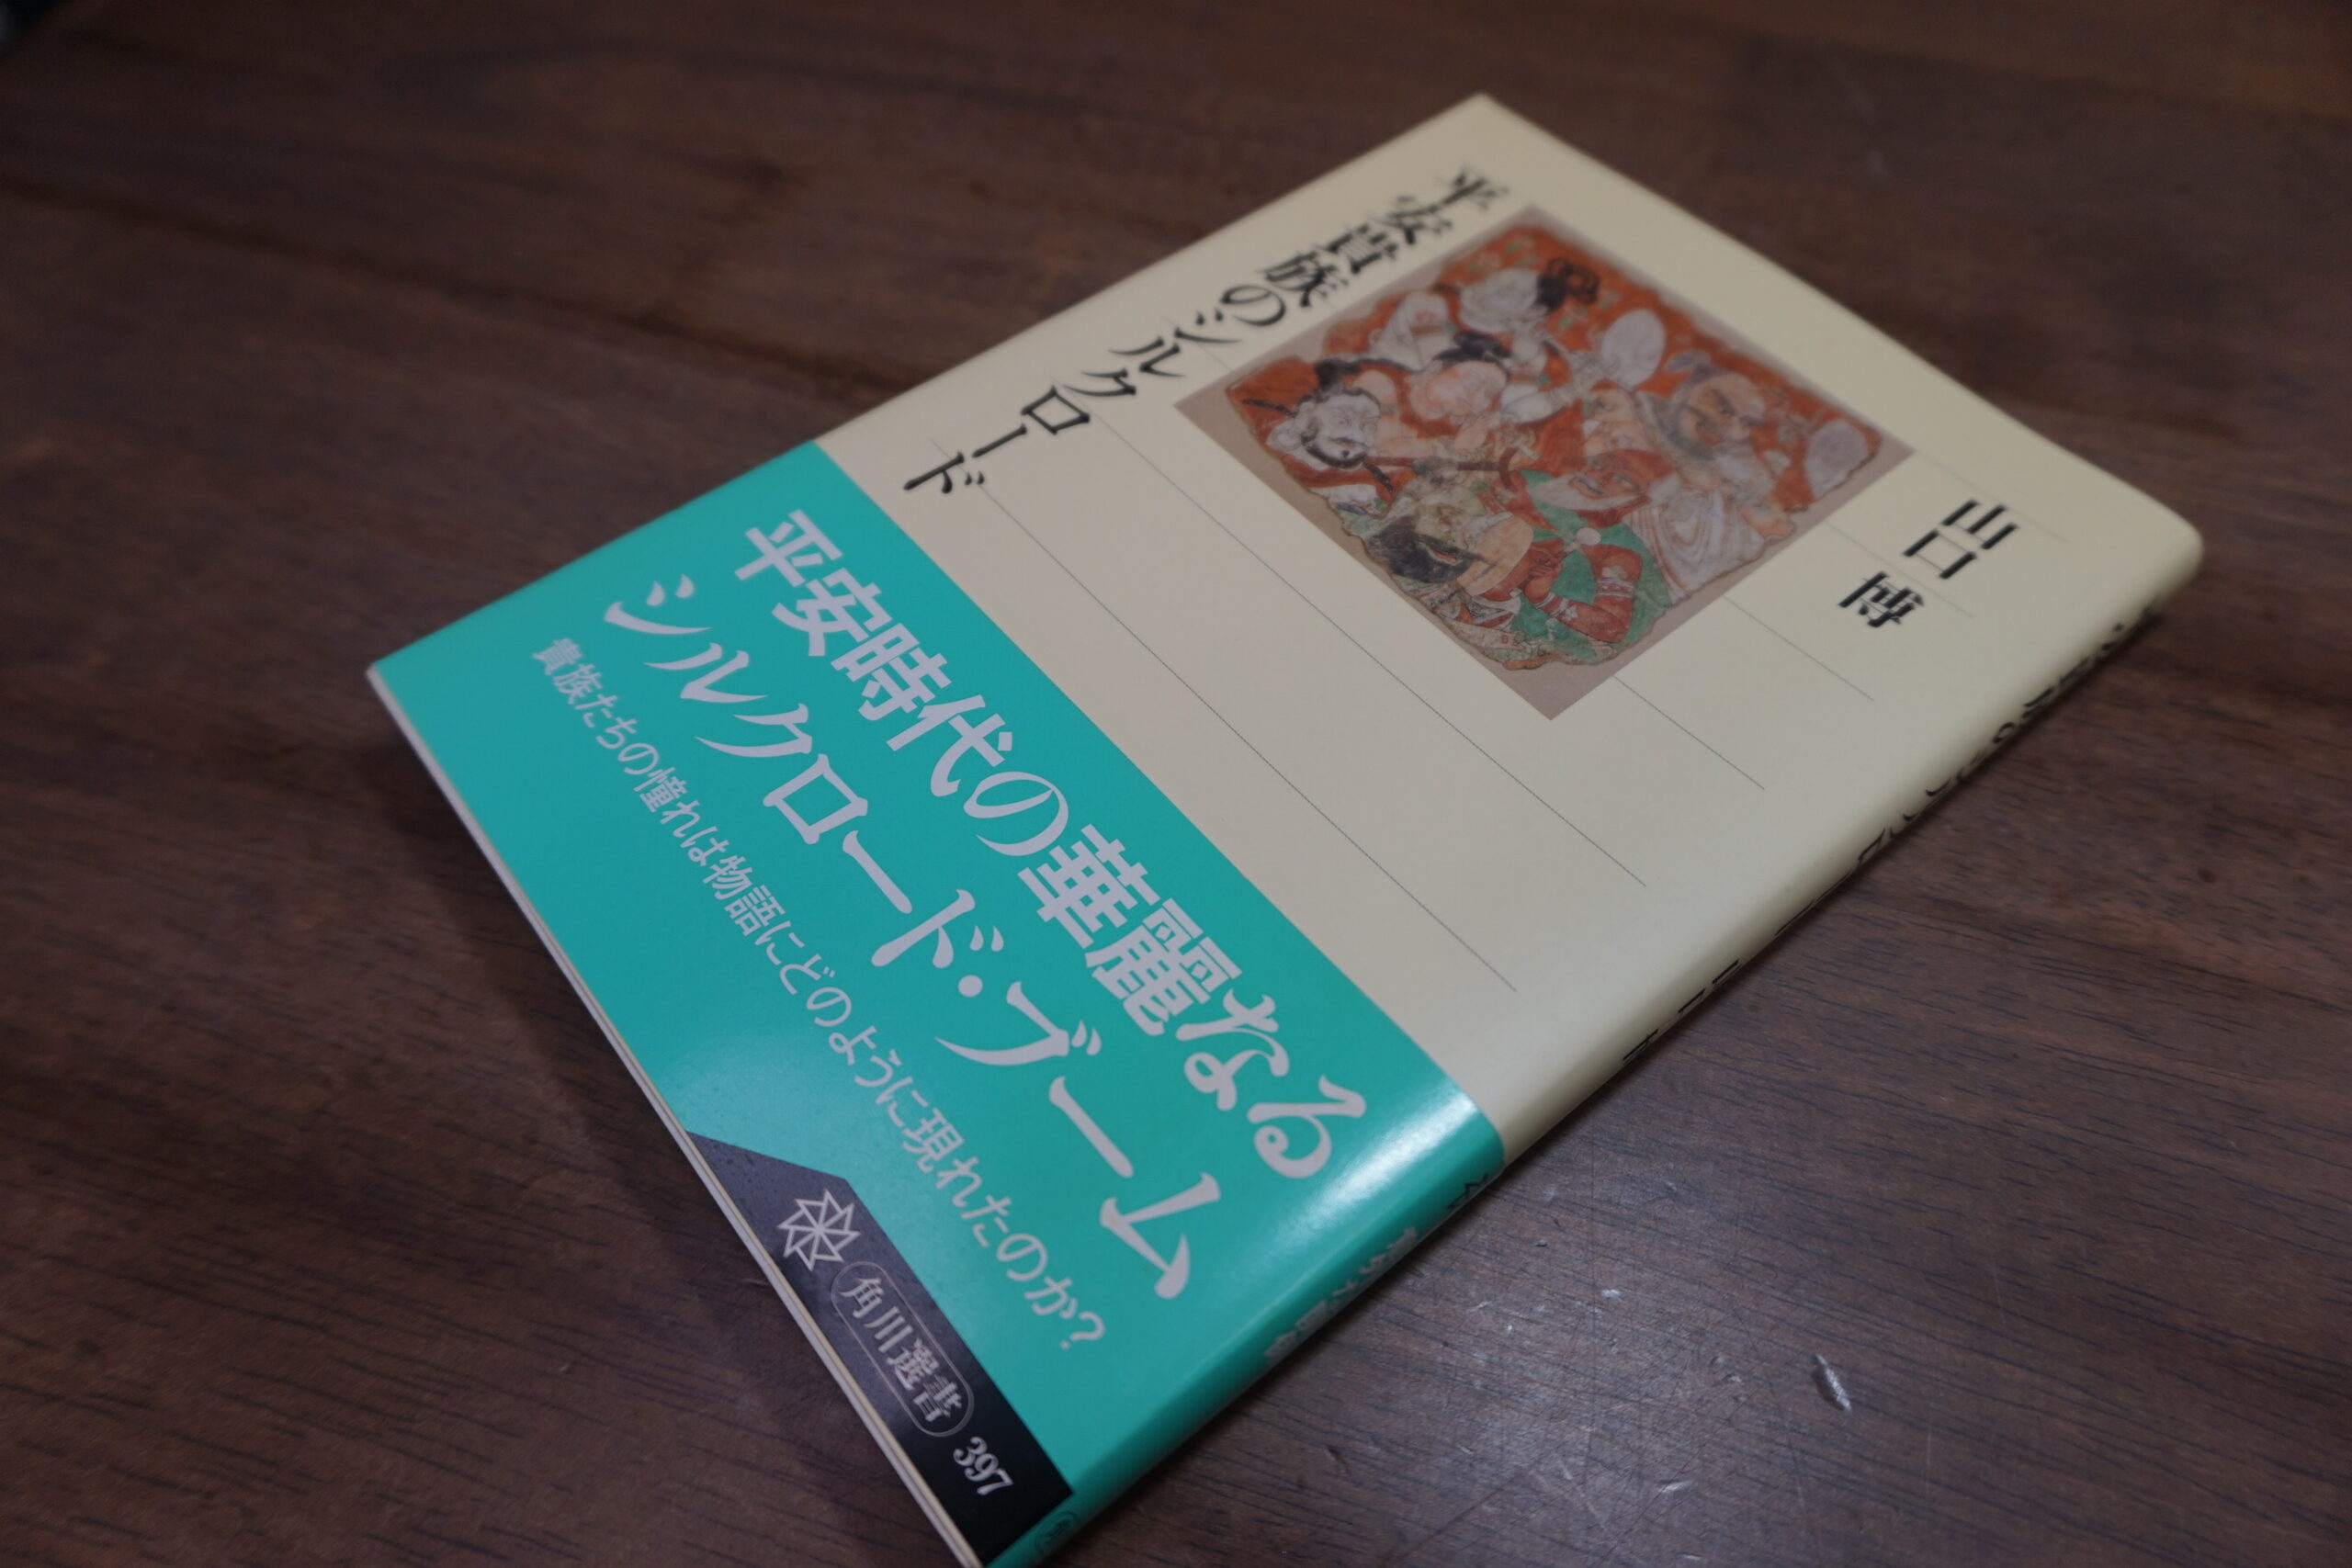 平安貴族のシルクロード
山口 博
平安時代の華麗なる
シルクロード・ブーム
貴族たちの憧れは物語にどのように現れたのか?
角川選書
397